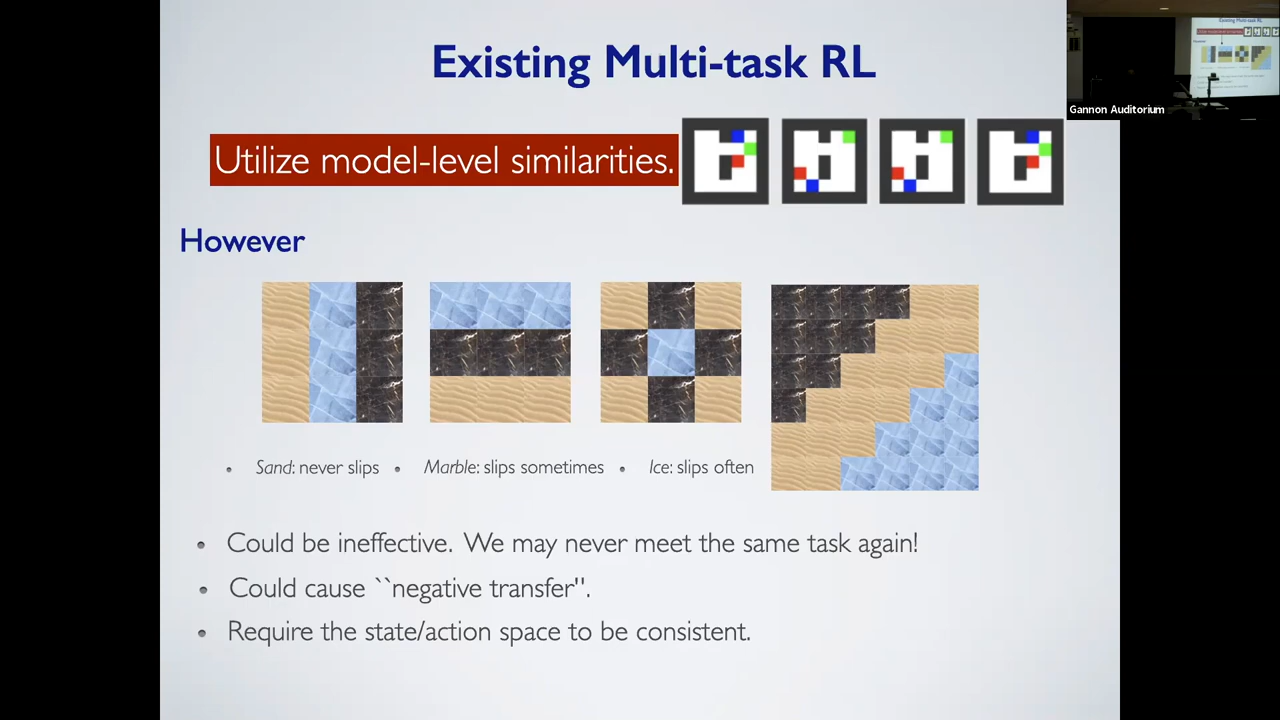 Existing Multi-task RL
Utilize model-level similarities.
Gannon Auditorium
However
• Sand: never slips • Marble: slips sometimes • Ice: slips often
• Could be ineffective. We may never meet the same task again!
• Could cause ``negative transfer''.
• Require the state/action space to be consistent.